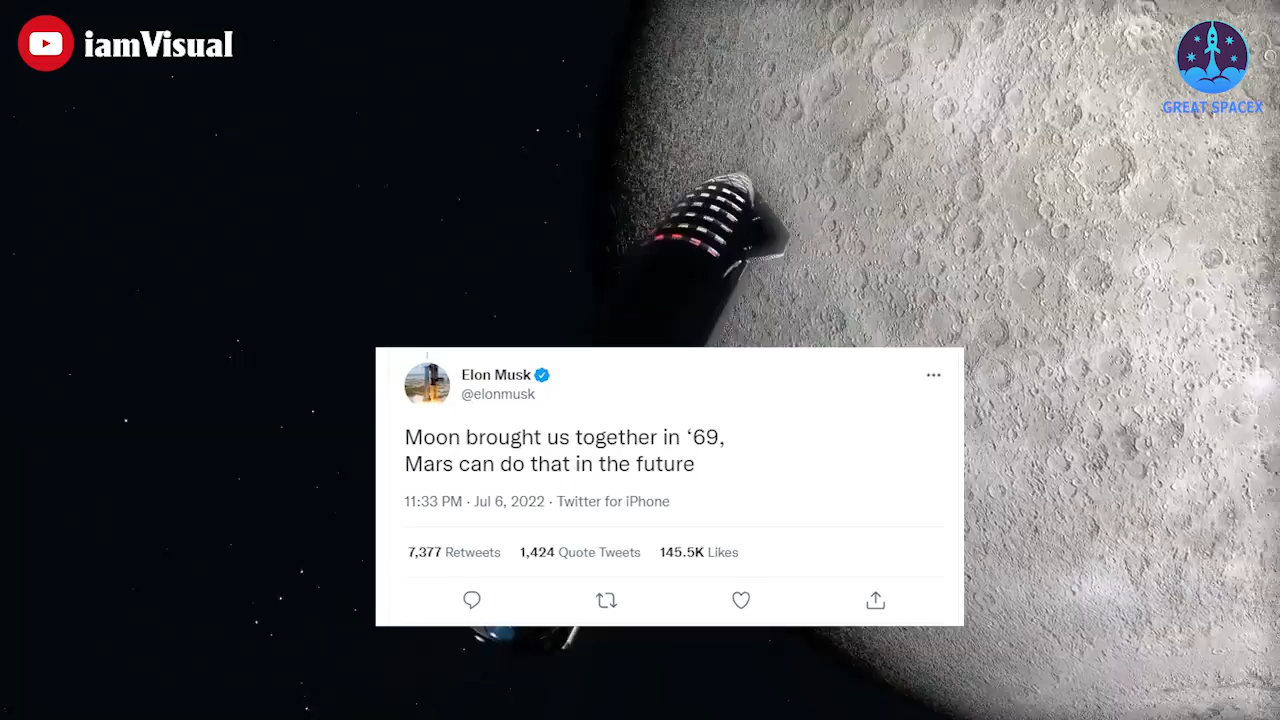 iamVisual
GREAT SPACEX
Elon Musk
@elonmusk
Moon brought us together in ‘69,
Mars can do that in the future
11:33 PM · Jul 6, 2022 · Twitter for iPhone
7,377 Retweets 1,424 Quote Tweets 145.5K Likes